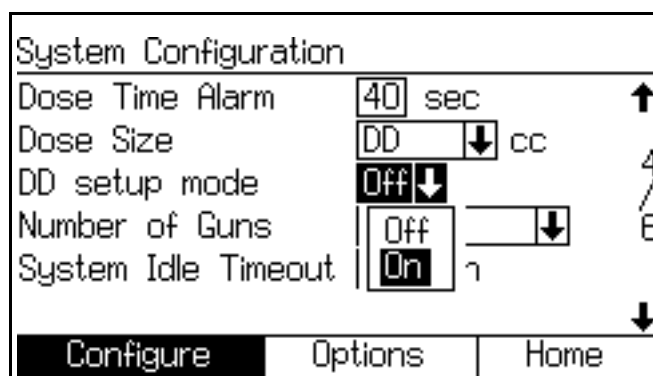 System Configuration
Dose Time Alarm 40 sec
Dose Size DD cc
DD setup mode Off
Number of Guns Off
System Idle Timeout On
Configure Options Home